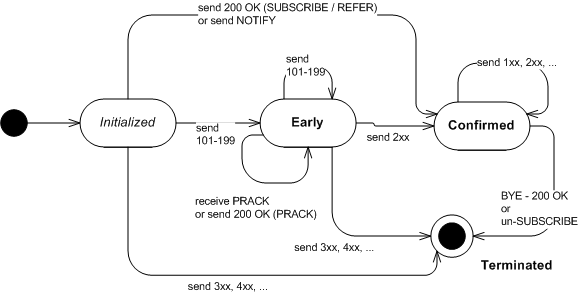 send 200 OK (SUBSCRIBE / REFER)
or send NOTIFY
send
101-199
send 1xx, 2xx, ...
Initialized
Early
Confirmed
send
101-199
send 2xx
receive PRACK
or send 200 OK (PRACK)
BYE - 200 OK
or
un-SUBSCRIBE
send 3xx, 4xx, ...
Terminated
send 3xx, 4xx, ...